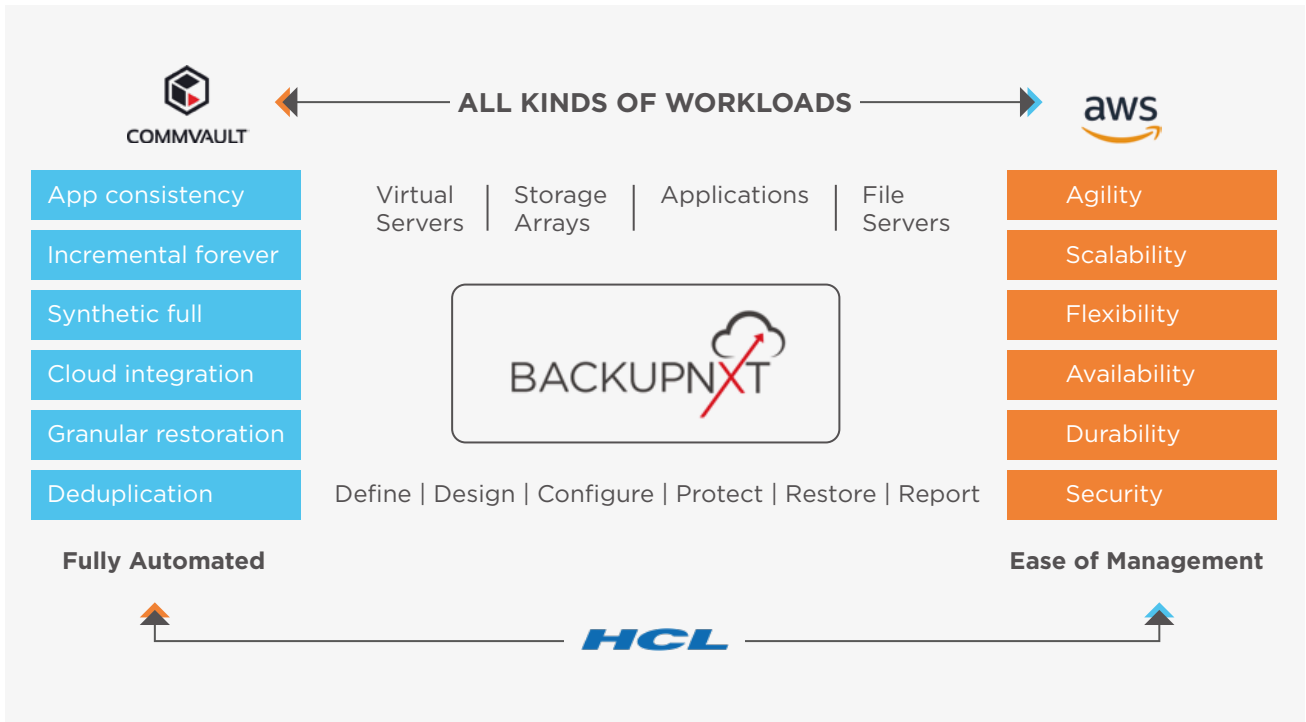 COMMVAULT
ALL KINDS OF WORKLOADS
aws
App consistency
Incremental forever
Synthetic full
Cloud integration
Granular restoration
Deduplication
Fully Automated
Virtual
Servers
|
Storage
Arrays
|
Applications
|
File
Servers
BACKUPNXT
Define | Design | Configure | Protect | Restore | Report
Agility
Scalability
Flexibility
Availability
Durability
Security
Ease of Management
HCL